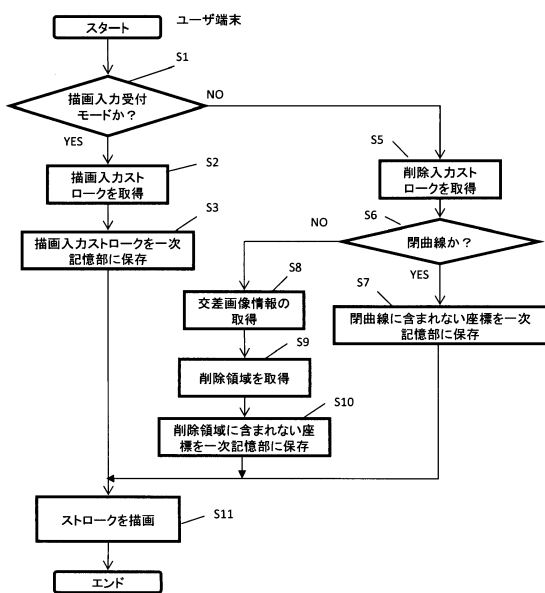 スタート
ユーザ端末
S1
描画入力受付
モードか？
NO
YES
S2
描画入力スト
ロークを取得
S3
描画入力ストロークを一次
記憶部に保存
S5
削除入力スト
ロークを取得
S6
閉曲線か？
NO
YES
S7
閉曲線に含まれない座標を一次
記憶部に保存
S8
交差画像情報の
取得
S9
削除領域を取得
S10
削除領域に含まれない座
標を一次記憶部に保存
ストロークを描画
S11
エンド